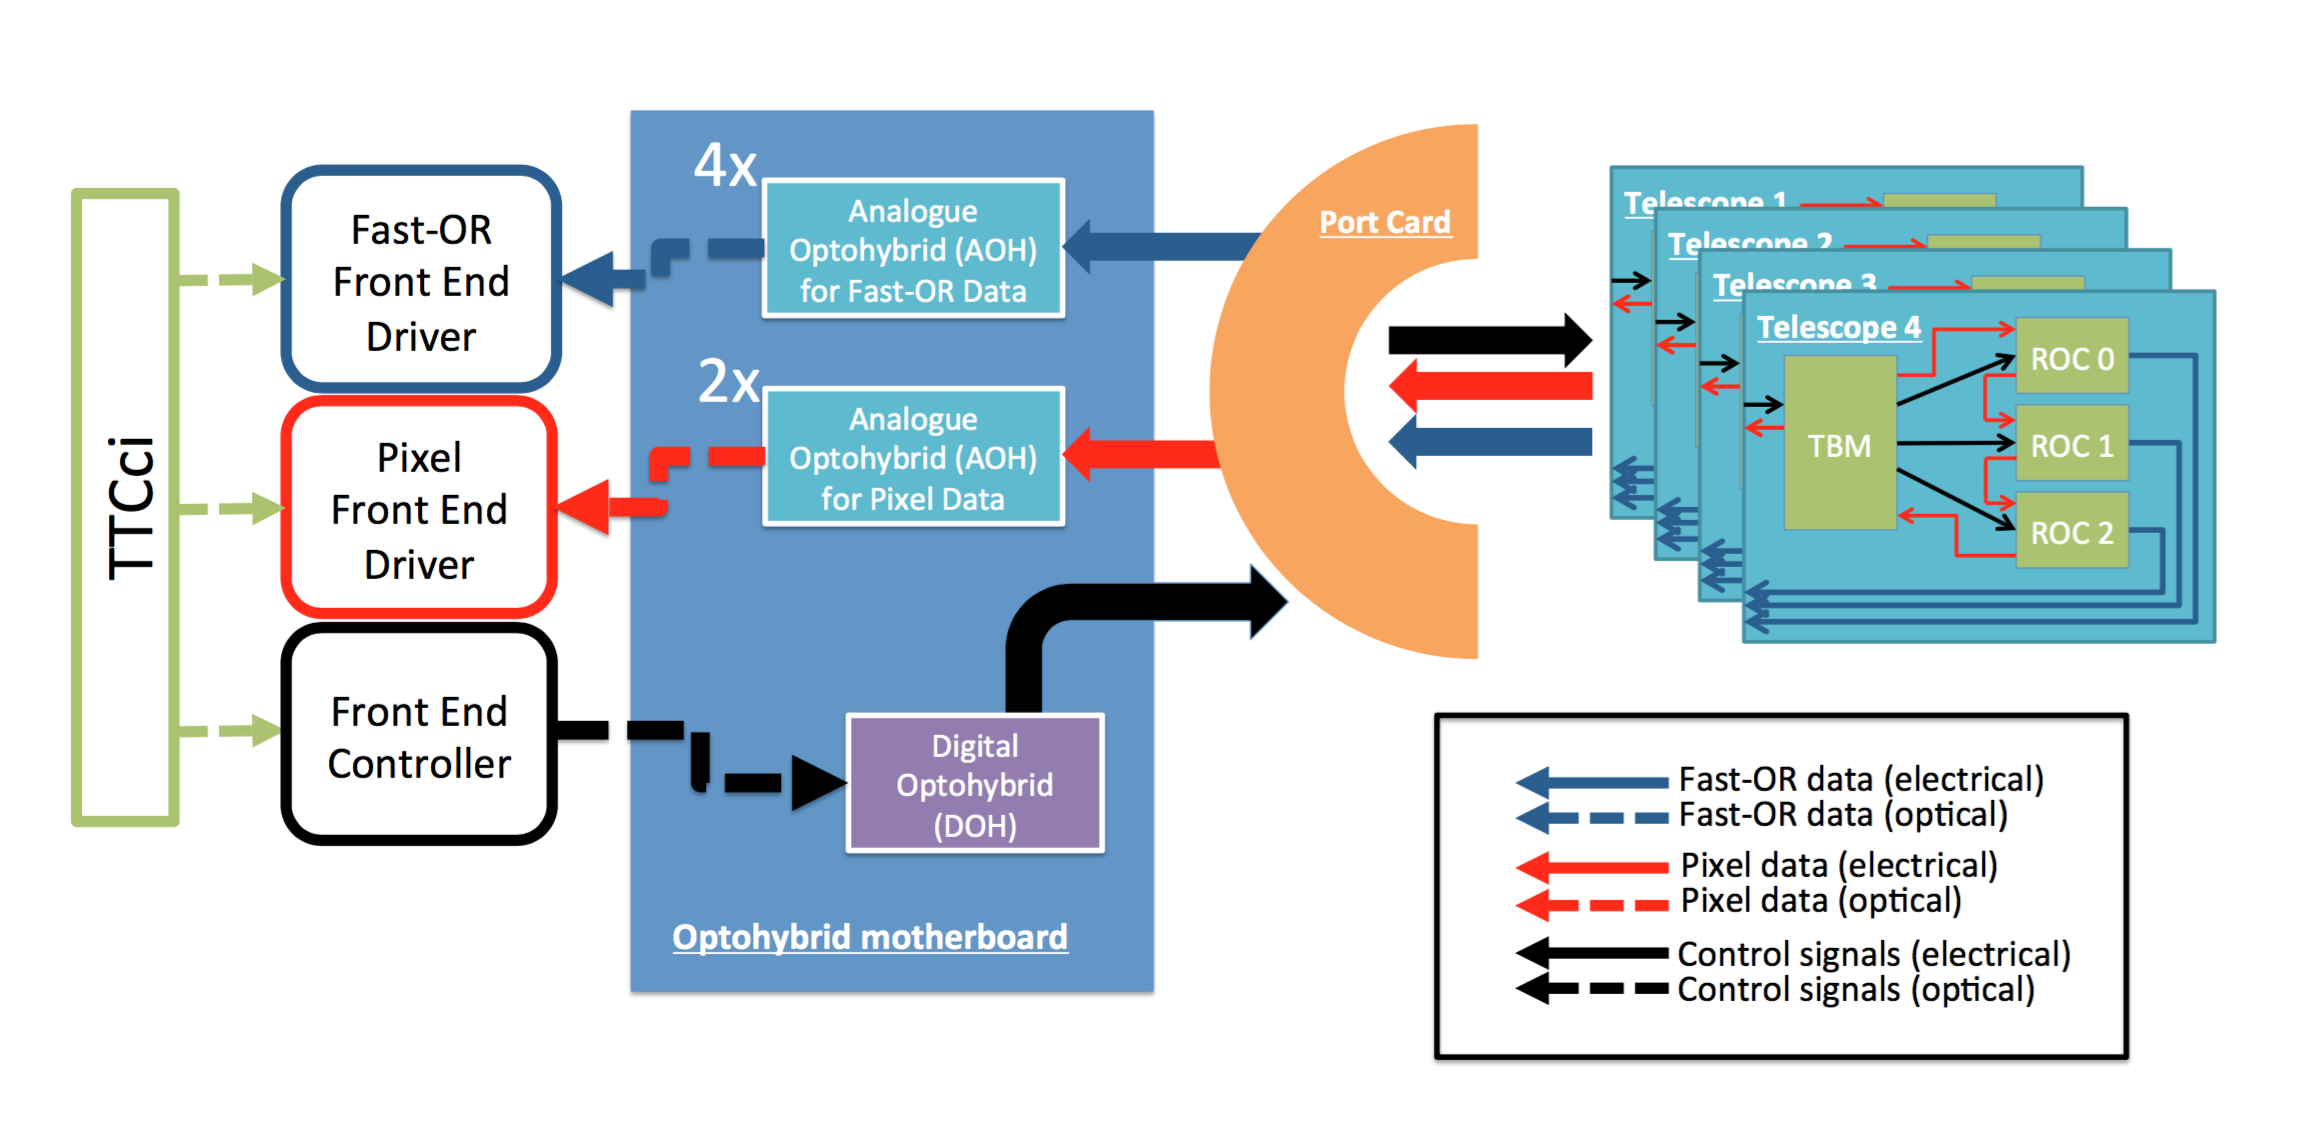 TTCci
Fast-OR
Front End
Driver
Pixel
Front End
Driver
Front End
Controller
4x
Analogue
Optohybrid (AOH)
for Fast-OR Data
2x
Analogue
Optohybrid (AOH)
for Pixel Data
Digital
Optohybrid
(DOH)
Optohybrid motherboard
Port Card
Telescope 1
Telescope 2
Telescope 3
Telescope 4
TBM
ROC 0
ROC 1
ROC 2
Fast-OR data (electrical)
Fast-OR data (optical)
Pixel data (electrical)
Pixel data (optical)
Control signals (electrical)
Control signals (optical)